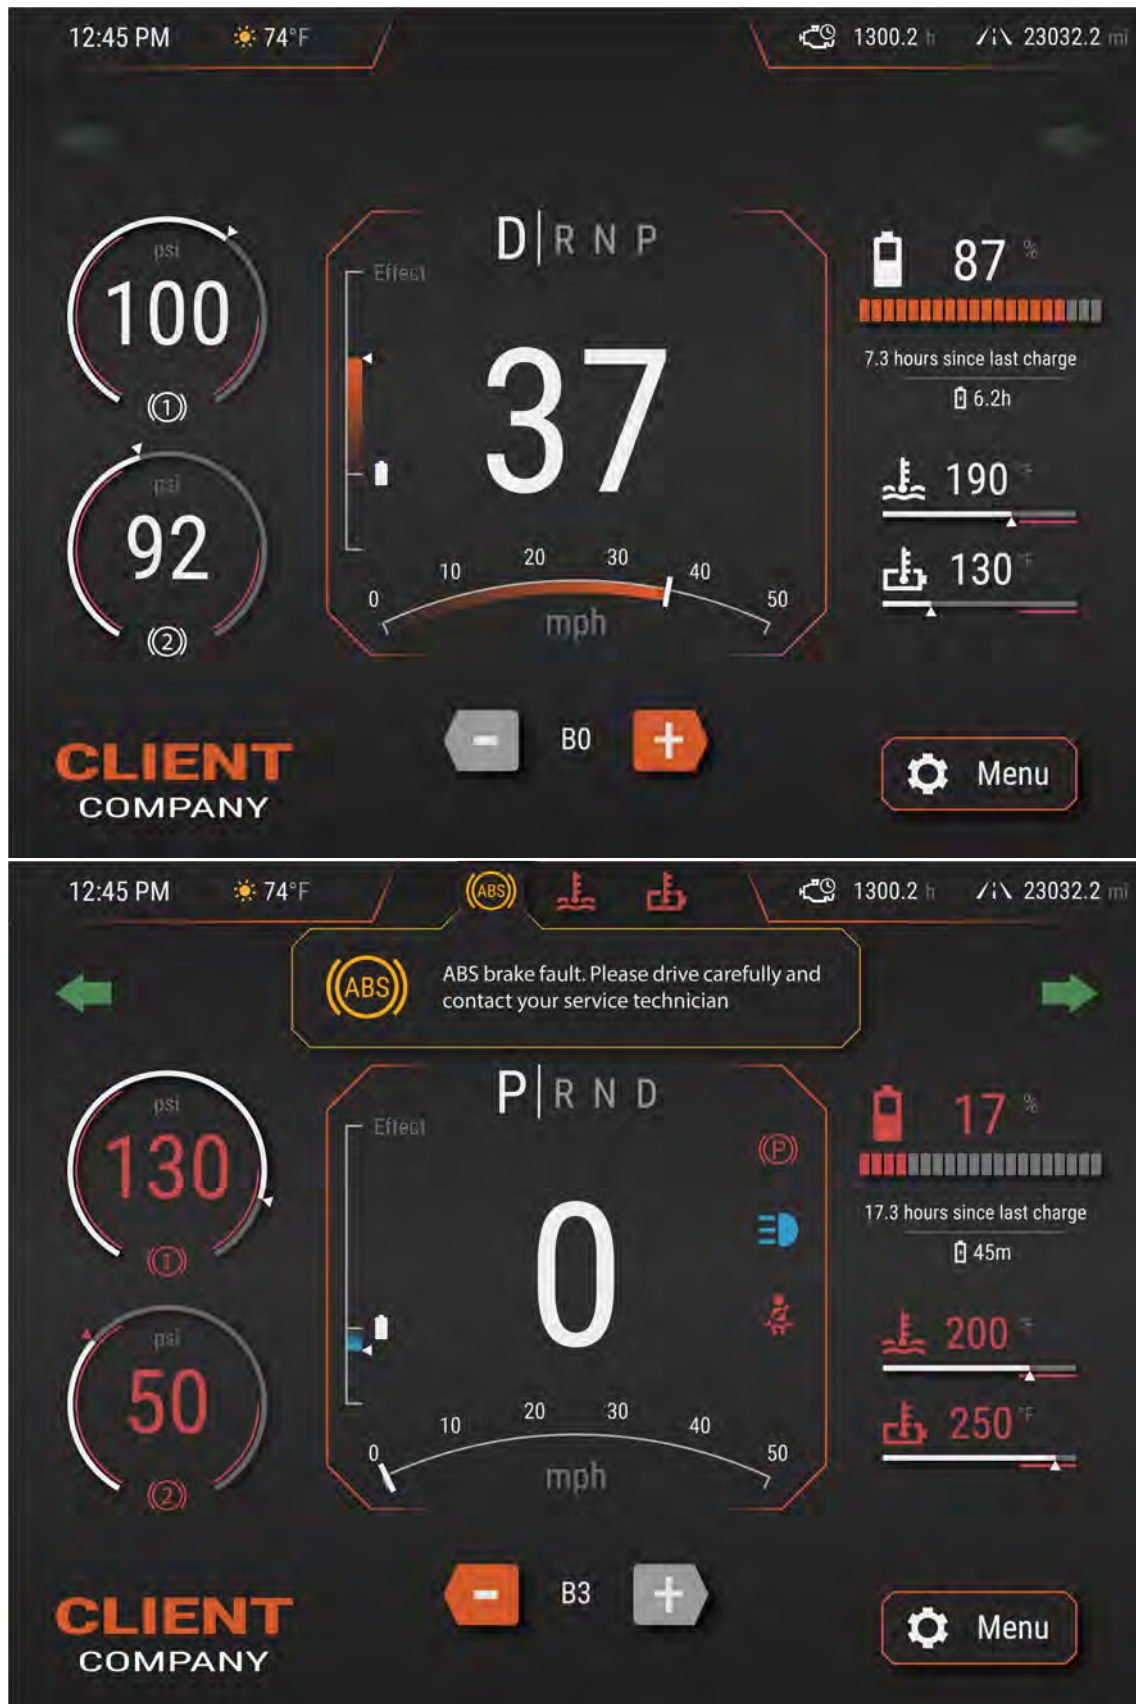 12:45 PM 74°F 1300.2 h 23032.2 mi
D R N P
psi
100
1
Effect
37
87 %
7.3 hours since last charge
6.2h
psi
92
2
190 °F
130 °F
0 10 20 30 40 50
mph
- B0 +
CLIENT
COMPANY
Menu
12:45 PM 74°F ABS 1300.2 h 23032.2 mi
ABS
ABS brake fault. Please drive carefully and
contact your service technician
P R N D
psi
130
1
Effect
P
0
17 %
17.3 hours since last charge
45m
psi
50
2
200 °F
250 °F
0 10 20 30 40 50
mph
- B3 +
CLIENT
COMPANY
Menu